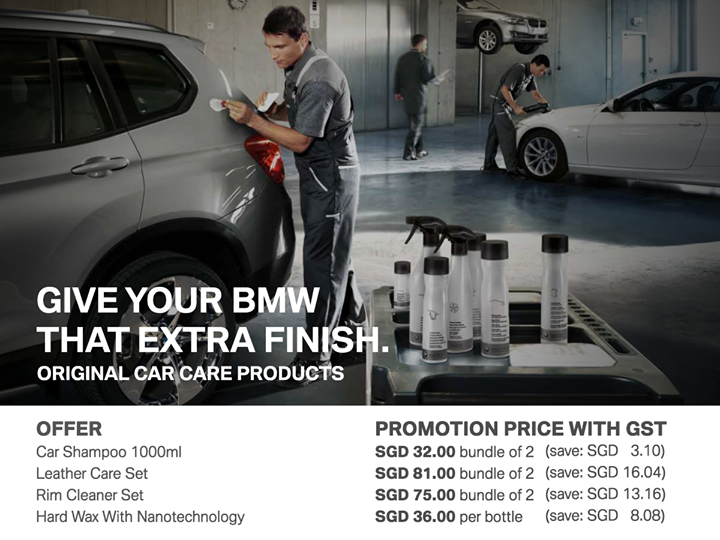 GIVE YOUR BMW
THAT EXTRA FINISH.
ORIGINAL CAR CARE PRODUCTS
OFFER PROMOTION PRICE WITH GST
Car Shampoo 1000ml SGD 32.00 bundle of 2 (save: SGD 3.10)
Leather Care Set SGD 81.00 bundle of 2 (save: SGD 16.04)
Rim Cleaner Set SGD 75.00 bundle of 2 (save: SGD 13.16)
Hard Wax With Nanotechnology SGD 36.00 per bottle (save: SGD 8.08)